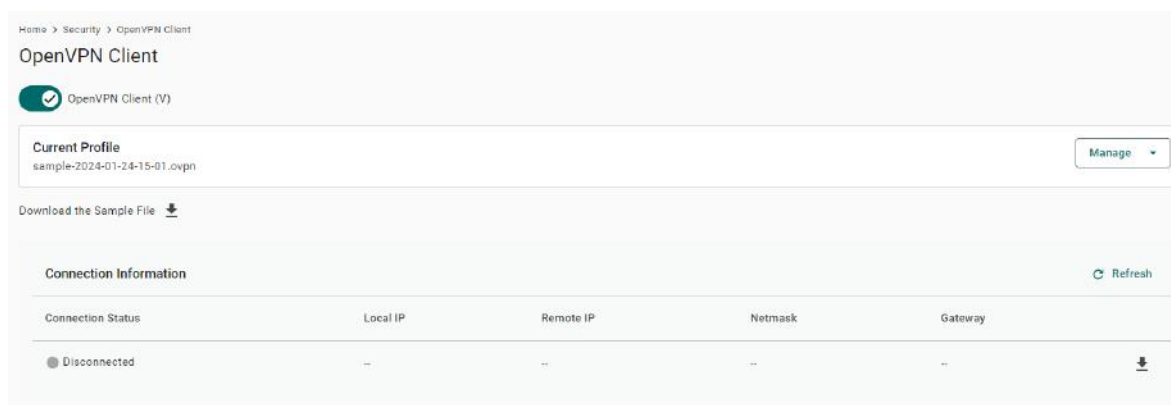 Home > Security > OpenVPN Client
OpenVPN Client
OpenVPN Client (V)
Current Profile
sample-2024-01-24-15-01.ovpn
Manage
Download the Sample File
Connection Information
Refresh
Connection Status Local IP Remote IP Netmask Gateway
Disconnected -- -- -- --